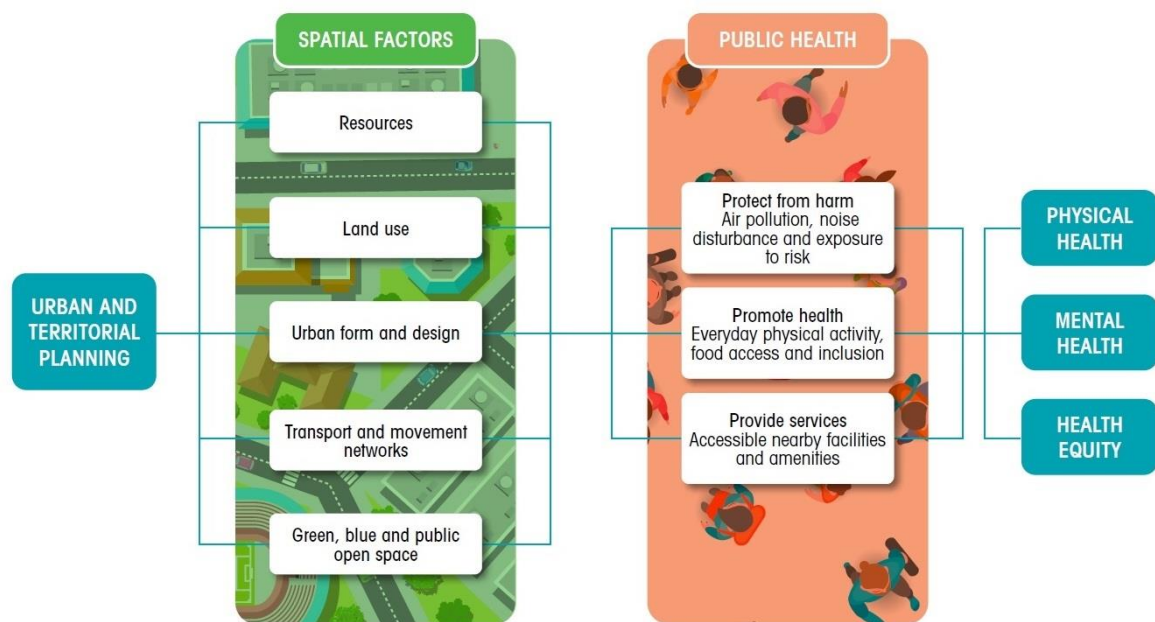 SPATIAL FACTORS
PUBLIC HEALTH
URBAN AND
TERRITORIAL
PLANNING
Resources
Land use
Urban form and design
Transport and movement
networks
Green, blue and public
open space
Protect from harm
Air pollution, noise
disturbance and exposure
to risk
Promote health
Everyday physical activity,
food access and inclusion
Provide services
Accessible nearby facilities
and amenities
PHYSICAL
HEALTH
MENTAL
HEALTH
HEALTH
EQUITY